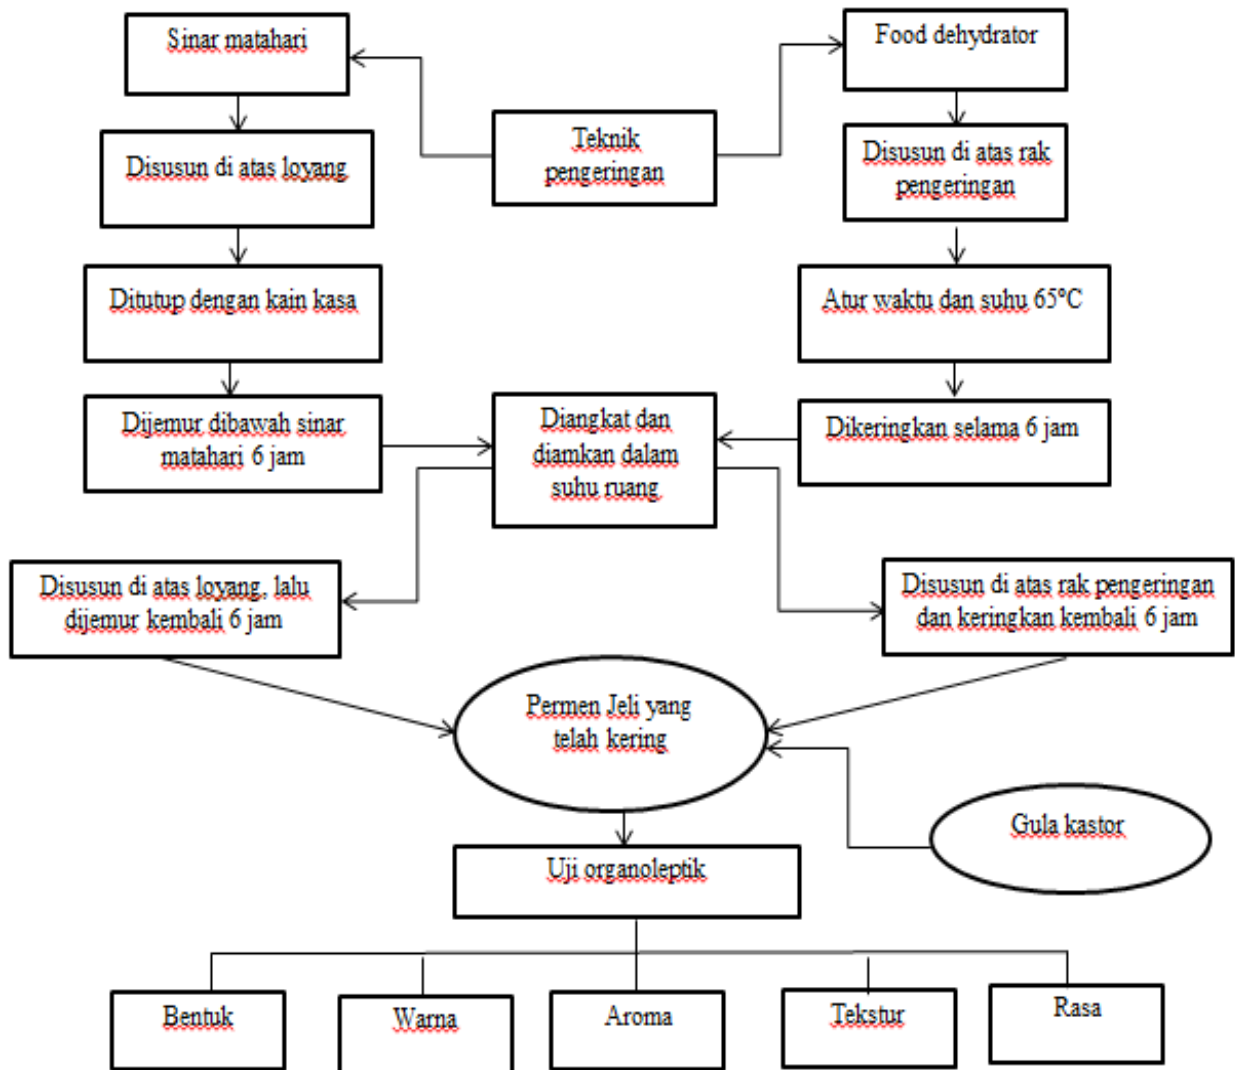 Sinar matahari
Food dehydrator
Teknik
pengeringan
Disusun di atas loyang
Disusun di atas rak
pengeringan
Ditutup dengan kain kasa
Atur waktu dan suhu 65°C
Dijemur dibawah sinar
matahari 6 jam
Diangkat dan
diamkan dalam
suhu ruang
Dikeringkan selama 6 jam
Disusun di atas loyang, lalu
dijemur kembali 6 jam
Disusun di atas rak pengeringan
dan keringkan kembali 6 jam
Permen Jeli yang
telah kering
Gula kastor
Uji organoleptik
Bentuk
Warna
Aroma
Tekstur
Rasa